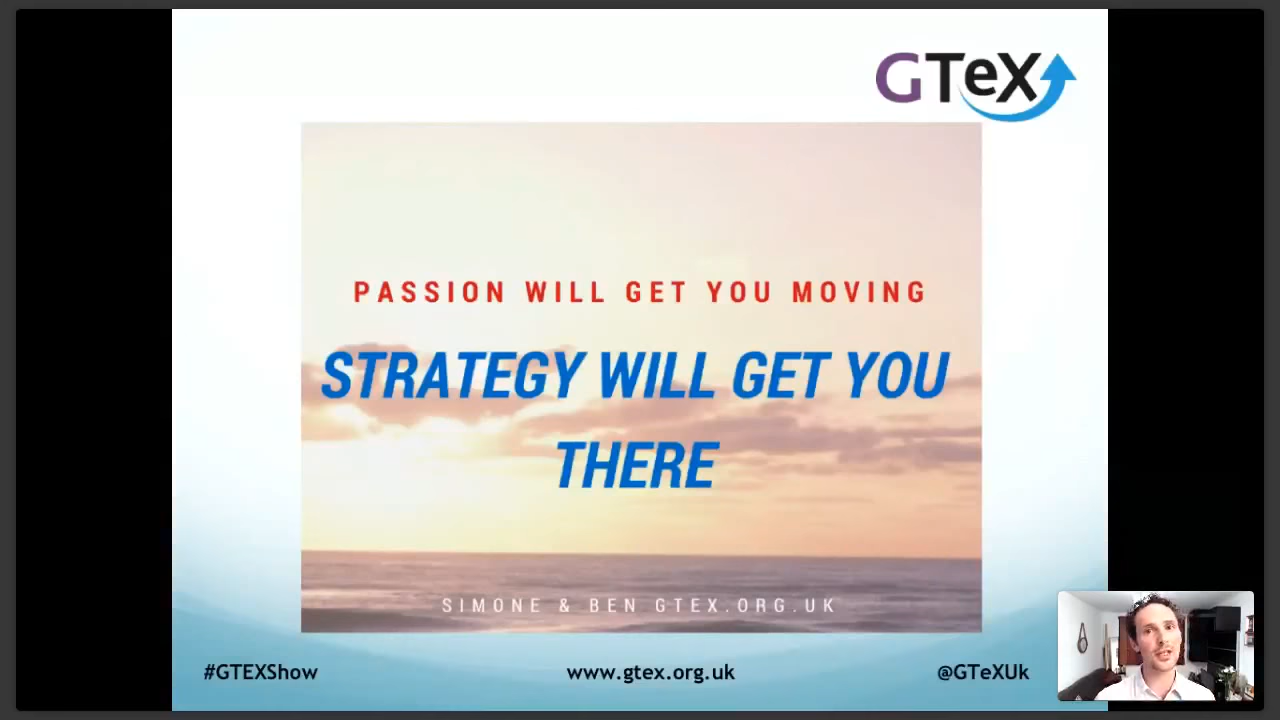 GTeX
PASSION WILL GET YOU MOVING
STRATEGY WILL GET YOU
THERE
SIMONE & BEN GTEX.ORG.UK
#GTEXShow
www.gtex.org.uk
@GTeXUk